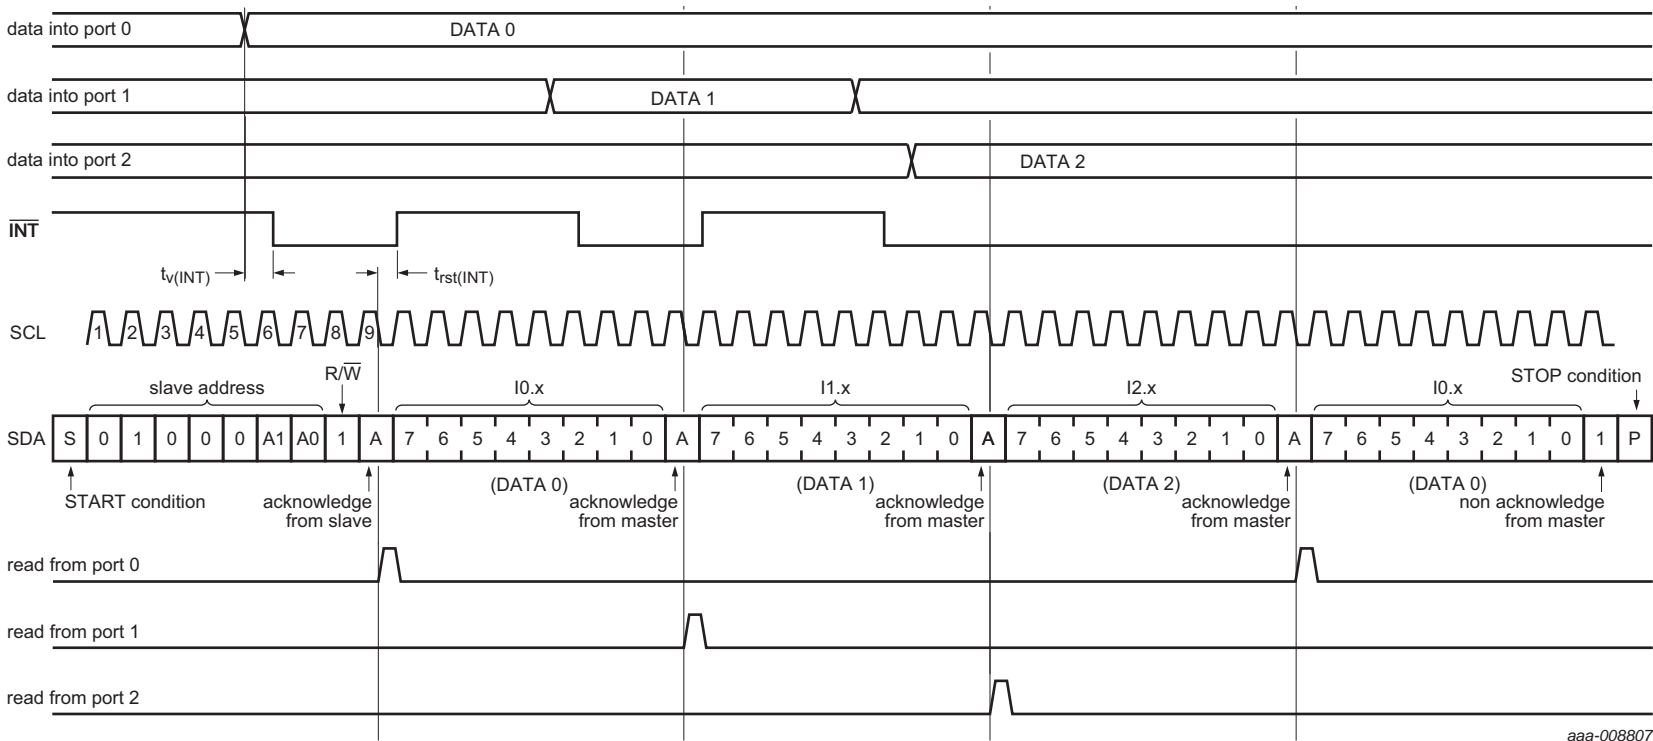 data into port 0
DATA 0
data into port 1
DATA 1
data into port 2
DATA 2
INT
tv(INT)
trst(INT)
SCL
1 2 3 4 5 6 7 8 9
R/W
STOP condition
slave address
I0.x
I1.x
I2.x
I0.x
SDA S 0 1 0 0 0 A1 A0 1 A 7 6 5 4 3 2 1 0 A 7 6 5 4 3 2 1 0 A 7 6 5 4 3 2 1 0 A 7 6 5 4 3 2 1 0 1 P
START condition
acknowledge
from slave
(DATA 0)
acknowledge
from master
(DATA 1)
acknowledge
from master
(DATA 2)
acknowledge
from master
(DATA 0)
non acknowledge
from master
read from port 0
read from port 1
read from port 2
aaa-008807